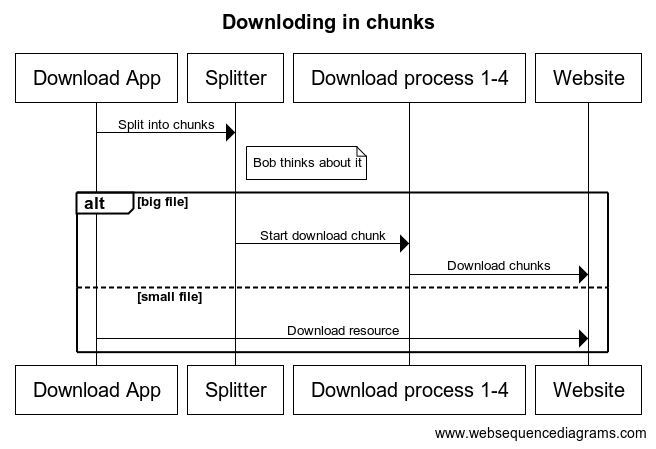 Downloding in chunks
Download App
Splitter
Download process 1-4
Website
Split into chunks
Bob thinks about it
alt
[big file]
Start download chunk
Download chunks
[small file]
Download resource
Download App
Splitter
Download process 1-4
Website
www.websequencediagrams.com